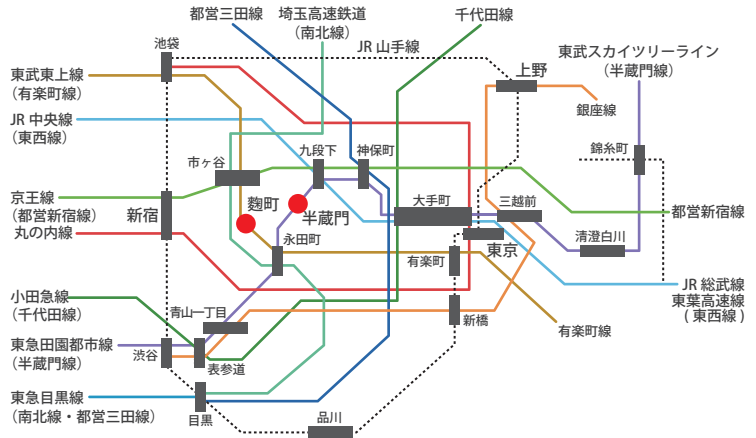 都営三田線
埼玉高速鉄道
(南北線)
千代田線
池袋
JR 山手線
東武スカイツリーライン
(半蔵門線)
上野
東武東上線
(有楽町線)
銀座線
JR 中央線
(東西線)
九段下
神保町
錦糸町
市ヶ谷
京王線
(都営新宿線)
新宿
麹町
半蔵門
大手町
三越前
都営新宿線
丸の内線
永田町
東京
清澄白川
有楽町
JR 総武線
東葉高速線
(東西線)
小田急線
(千代田線)
青山一丁目
新橋
有楽町線
東急田園都市線
(半蔵門線)
渋谷
表参道
東急目黒線
(南北線・都営三田線)
目黒
品川